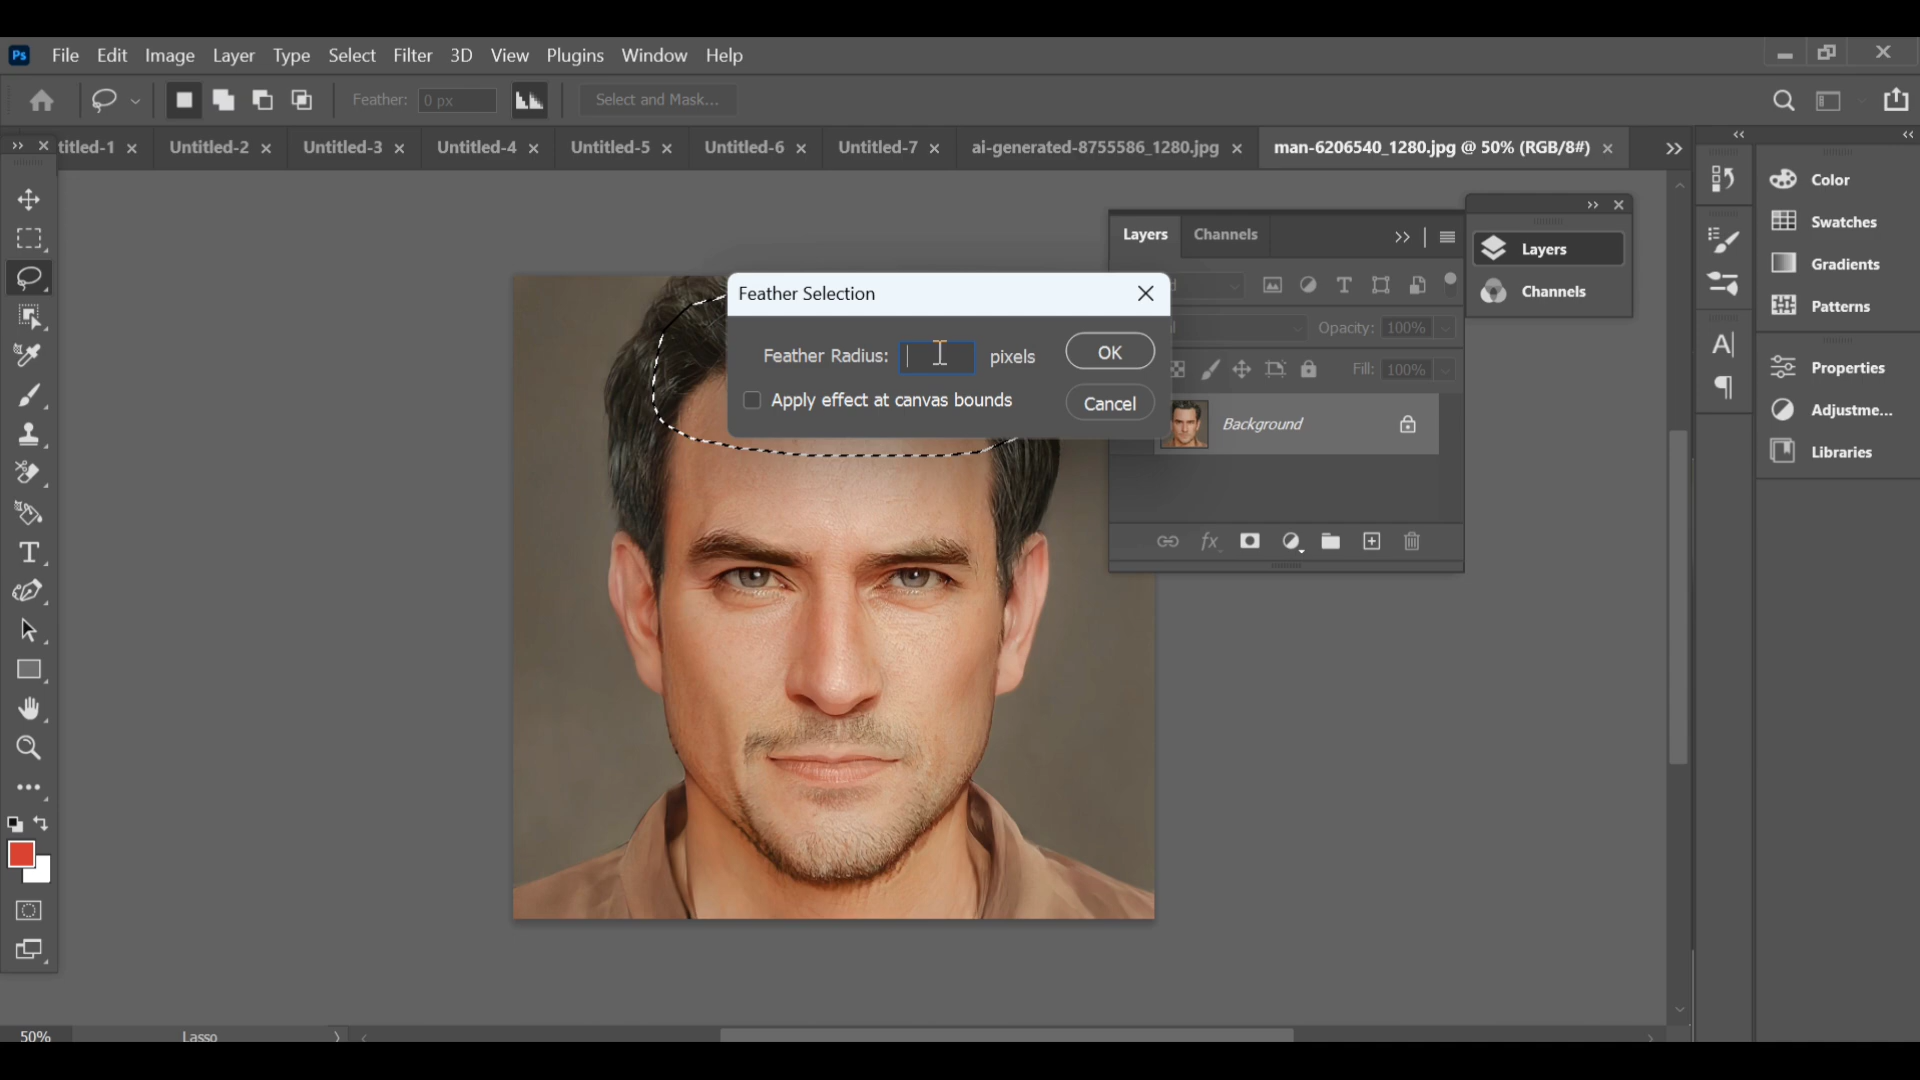 Ps File Edit Image Layer Type Select Filter 3D View Plugins Window Help
Feather: 0 px Select and Mask...
titled-1 Untitled-2 Untitled-3 Untitled-4 Untitled-5 Untitled-6 Untitled-7 ai-generated-8755586_1280.jpg man-6206540_1280.jpg @ 50% (RGB/8#)
Layers Channels
Opacity: 100%
Fill: 100%
Background
Layers
Channels
Feather Selection
Feather Radius: pixels OK
Apply effect at canvas bounds Cancel
Color
Swatches
Gradients
Patterns
Properties
Adjustme...
Libraries
50% Lasso